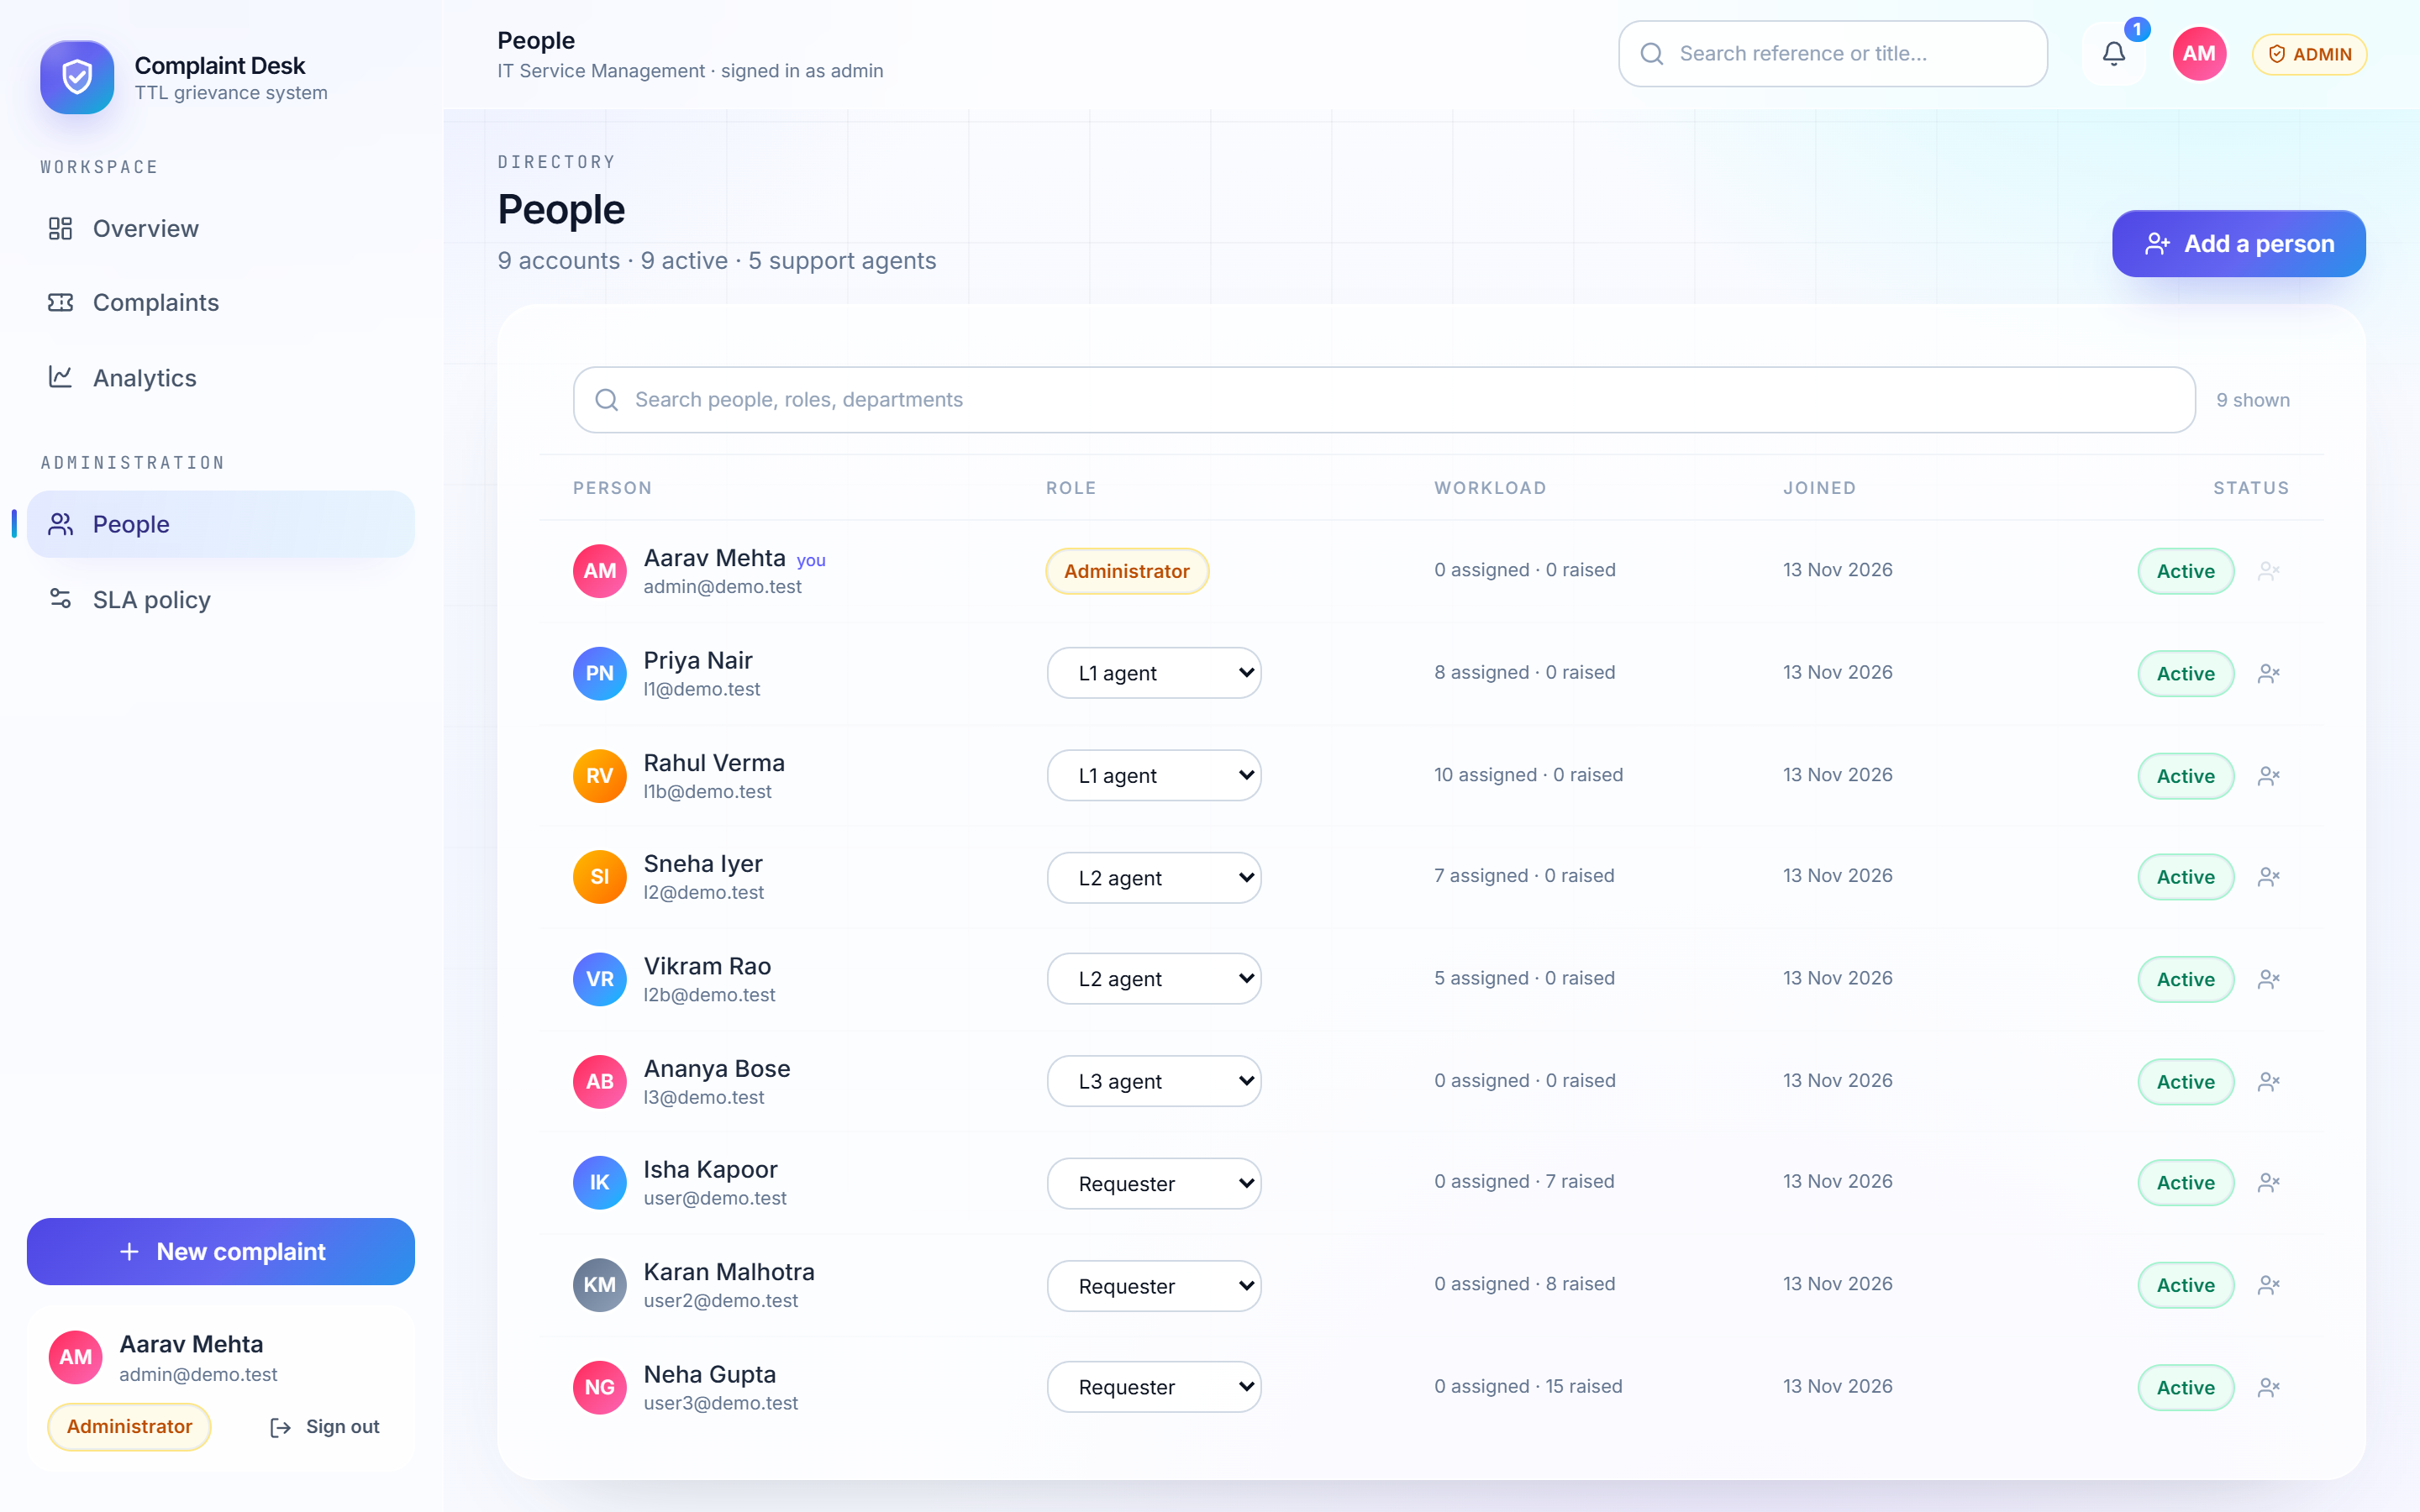 Complaint Desk
TTL grievance system
WORKSPACE
Overview
Complaints
Analytics
ADMINISTRATION
People
SLA policy
New complaint
AM
Aarav Mehta
admin@demo.test
Administrator
Sign out
People
IT Service Management · signed in as admin
Search reference or title...
1
AM
ADMIN
DIRECTORY
People
9 accounts · 9 active · 5 support agents
Add a person
Search people, roles, departments
9 shown
PERSON ROLE WORKLOAD JOINED STATUS
AM Aarav Mehta you
admin@demo.test
Administrator 0 assigned · 0 raised 13 Nov 2026 Active
PN Priya Nair
l1@demo.test
L1 agent 8 assigned · 0 raised 13 Nov 2026 Active
RV Rahul Verma
l1b@demo.test
L1 agent 10 assigned · 0 raised 13 Nov 2026 Active
SI Sneha Iyer
l2@demo.test
L2 agent 7 assigned · 0 raised 13 Nov 2026 Active
VR Vikram Rao
l2b@demo.test
L2 agent 5 assigned · 0 raised 13 Nov 2026 Active
AB Ananya Bose
l3@demo.test
L3 agent 0 assigned · 0 raised 13 Nov 2026 Active
IK Isha Kapoor
user@demo.test
Requester 0 assigned · 7 raised 13 Nov 2026 Active
KM Karan Malhotra
user2@demo.test
Requester 0 assigned · 8 raised 13 Nov 2026 Active
NG Neha Gupta
user3@demo.test
Requester 0 assigned · 15 raised 13 Nov 2026 Active